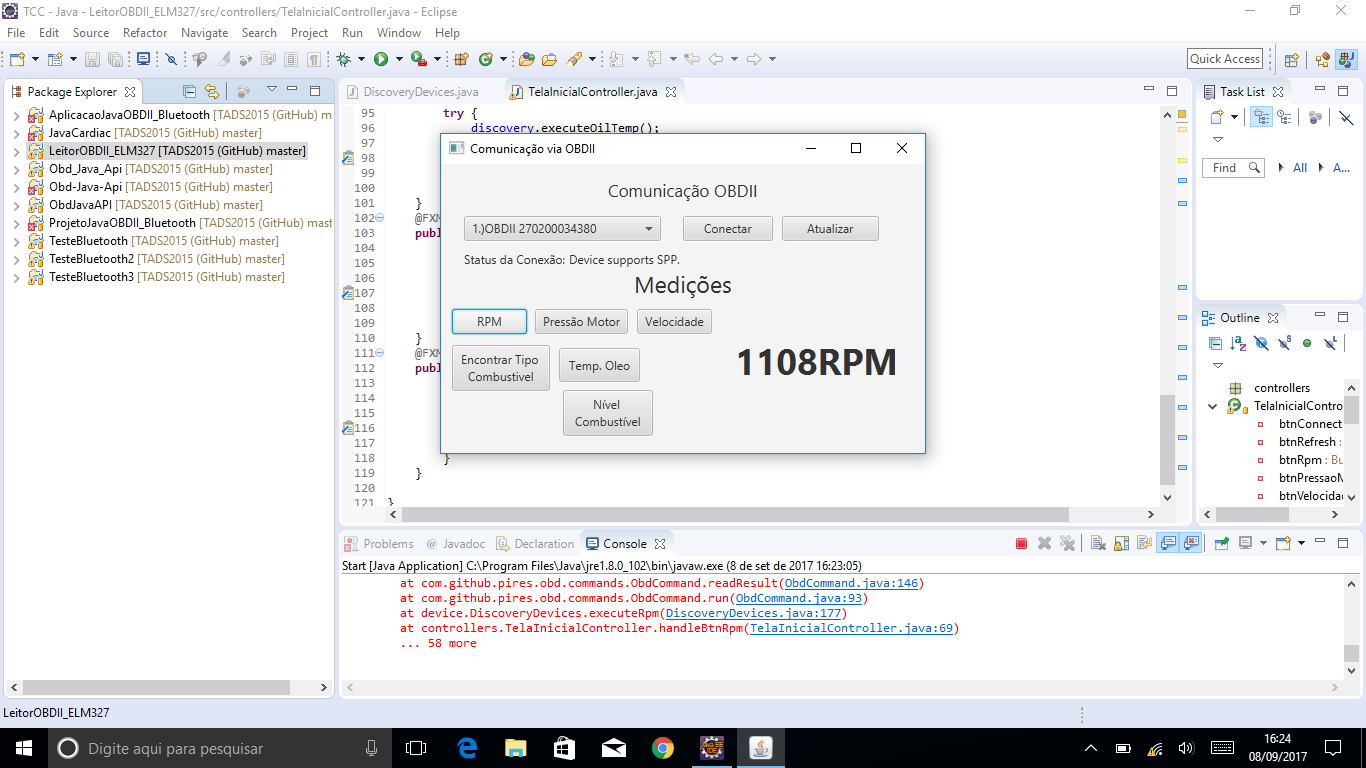 TCC - Java - LeitorOBDII_ELM327/src/controllers/TelaInicialController.java - Eclipse
File Edit Source Refactor Navigate Search Project Run Window Help
Quick Access
Package Explorer
AplicacaoJavaOBDII_Bluetooth [TADS2015 (GitHub) m
JavaCardiac [TADS2015 (GitHub) master]
LeitorOBDII_ELM327 [TADS2015 (GitHub) master]
Obd_Java_Api [TADS2015 (GitHub) master]
Obd-Java-Api [TADS2015 (GitHub) master]
ObdJavaAPI [TADS2015 (GitHub) master]
ProjetoJavaOBDII_Bluetooth [TADS2015 (GitHub) mast
TesteBluetooth [TADS2015 (GitHub) master]
TesteBluetooth2 [TADS2015 (GitHub) master]
TesteBluetooth3 [TADS2015 (GitHub) master]
DiscoveryDevices.java TelaInicialController.java
95 try {
96 discovery.executeOilTemp();
97
98
99
100
101 }
102 @FXM
103 publ
104
105
106
107
108
109
110 }
111 @FXM
112 publ
113
114
115
116
117
118 }
119 }
120
121 }
Comunicação via OBDII
Comunicação OBDII
1.)OBDII 270200034380 Conectar Atualizar
Status da Conexão: Device supports SPP.
Medições
RPM Pressão Motor Velocidade
Encontrar Tipo
Combustivel
Temp. Oleo
Nível
Combustível
1108RPM
Task List
Find All A...
Outline
controllers
TelaInicialContro
btnConnect
btnRefresh :
btnRpm : Bu
btnPressaoM
btnVelocida
Problems Javadoc Declaration Console
Start [Java Application] C:\Program Files\Java\jre1.8.0_102\bin\javaw.exe (8 de set de 2017 16:23:05)
at com.github.pires.obd.commands.ObdCommand.readResult(ObdCommand.java:146)
at com.github.pires.obd.commands.ObdCommand.run(ObdCommand.java:93)
at device.DiscoveryDevices.executeRpm(DiscoveryDevices.java:177)
at controllers.TelaInicialController.handleBtnRpm(TelaInicialController.java:69)
... 58 more
LeitorOBDII_ELM327
Digite aqui para pesquisar
16:24
08/09/2017